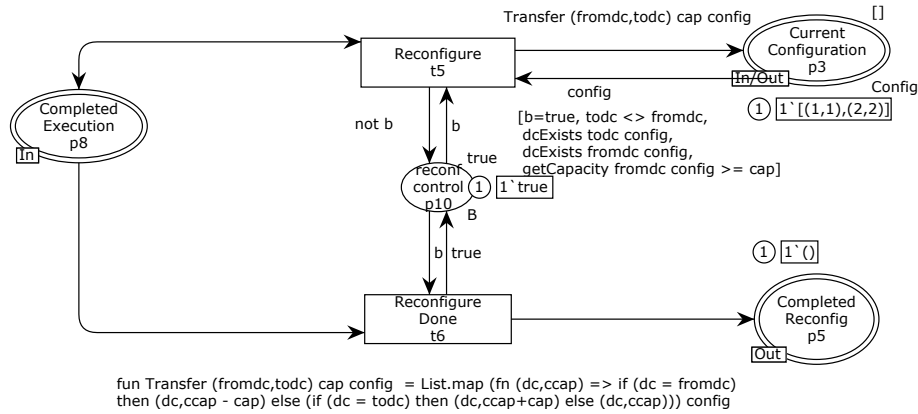 Transfer (fromdc,todc) cap config
[]
Reconfigure
t5
Current
Configuration
p3
In/Out
config
Config
1 1`[(1,1),(2,2)]
Completed
Execution
p8
In
not b
b
[b=true, todc <> fromdc,
dcExists todc config,
dcExists fromdc config,
getCapacity fromdc config >= cap]
true
reconf
control
p10
1 1`true
B
b
true
1 1`()
Reconfigure
Done
t6
Completed
Reconfig
p5
Out
fun Transfer (fromdc,todc) cap config = List.map (fn (dc,ccap) => if (dc = fromdc)
then (dc,ccap - cap) else (if (dc = todc) then (dc,ccap+cap) else (dc,ccap))) config